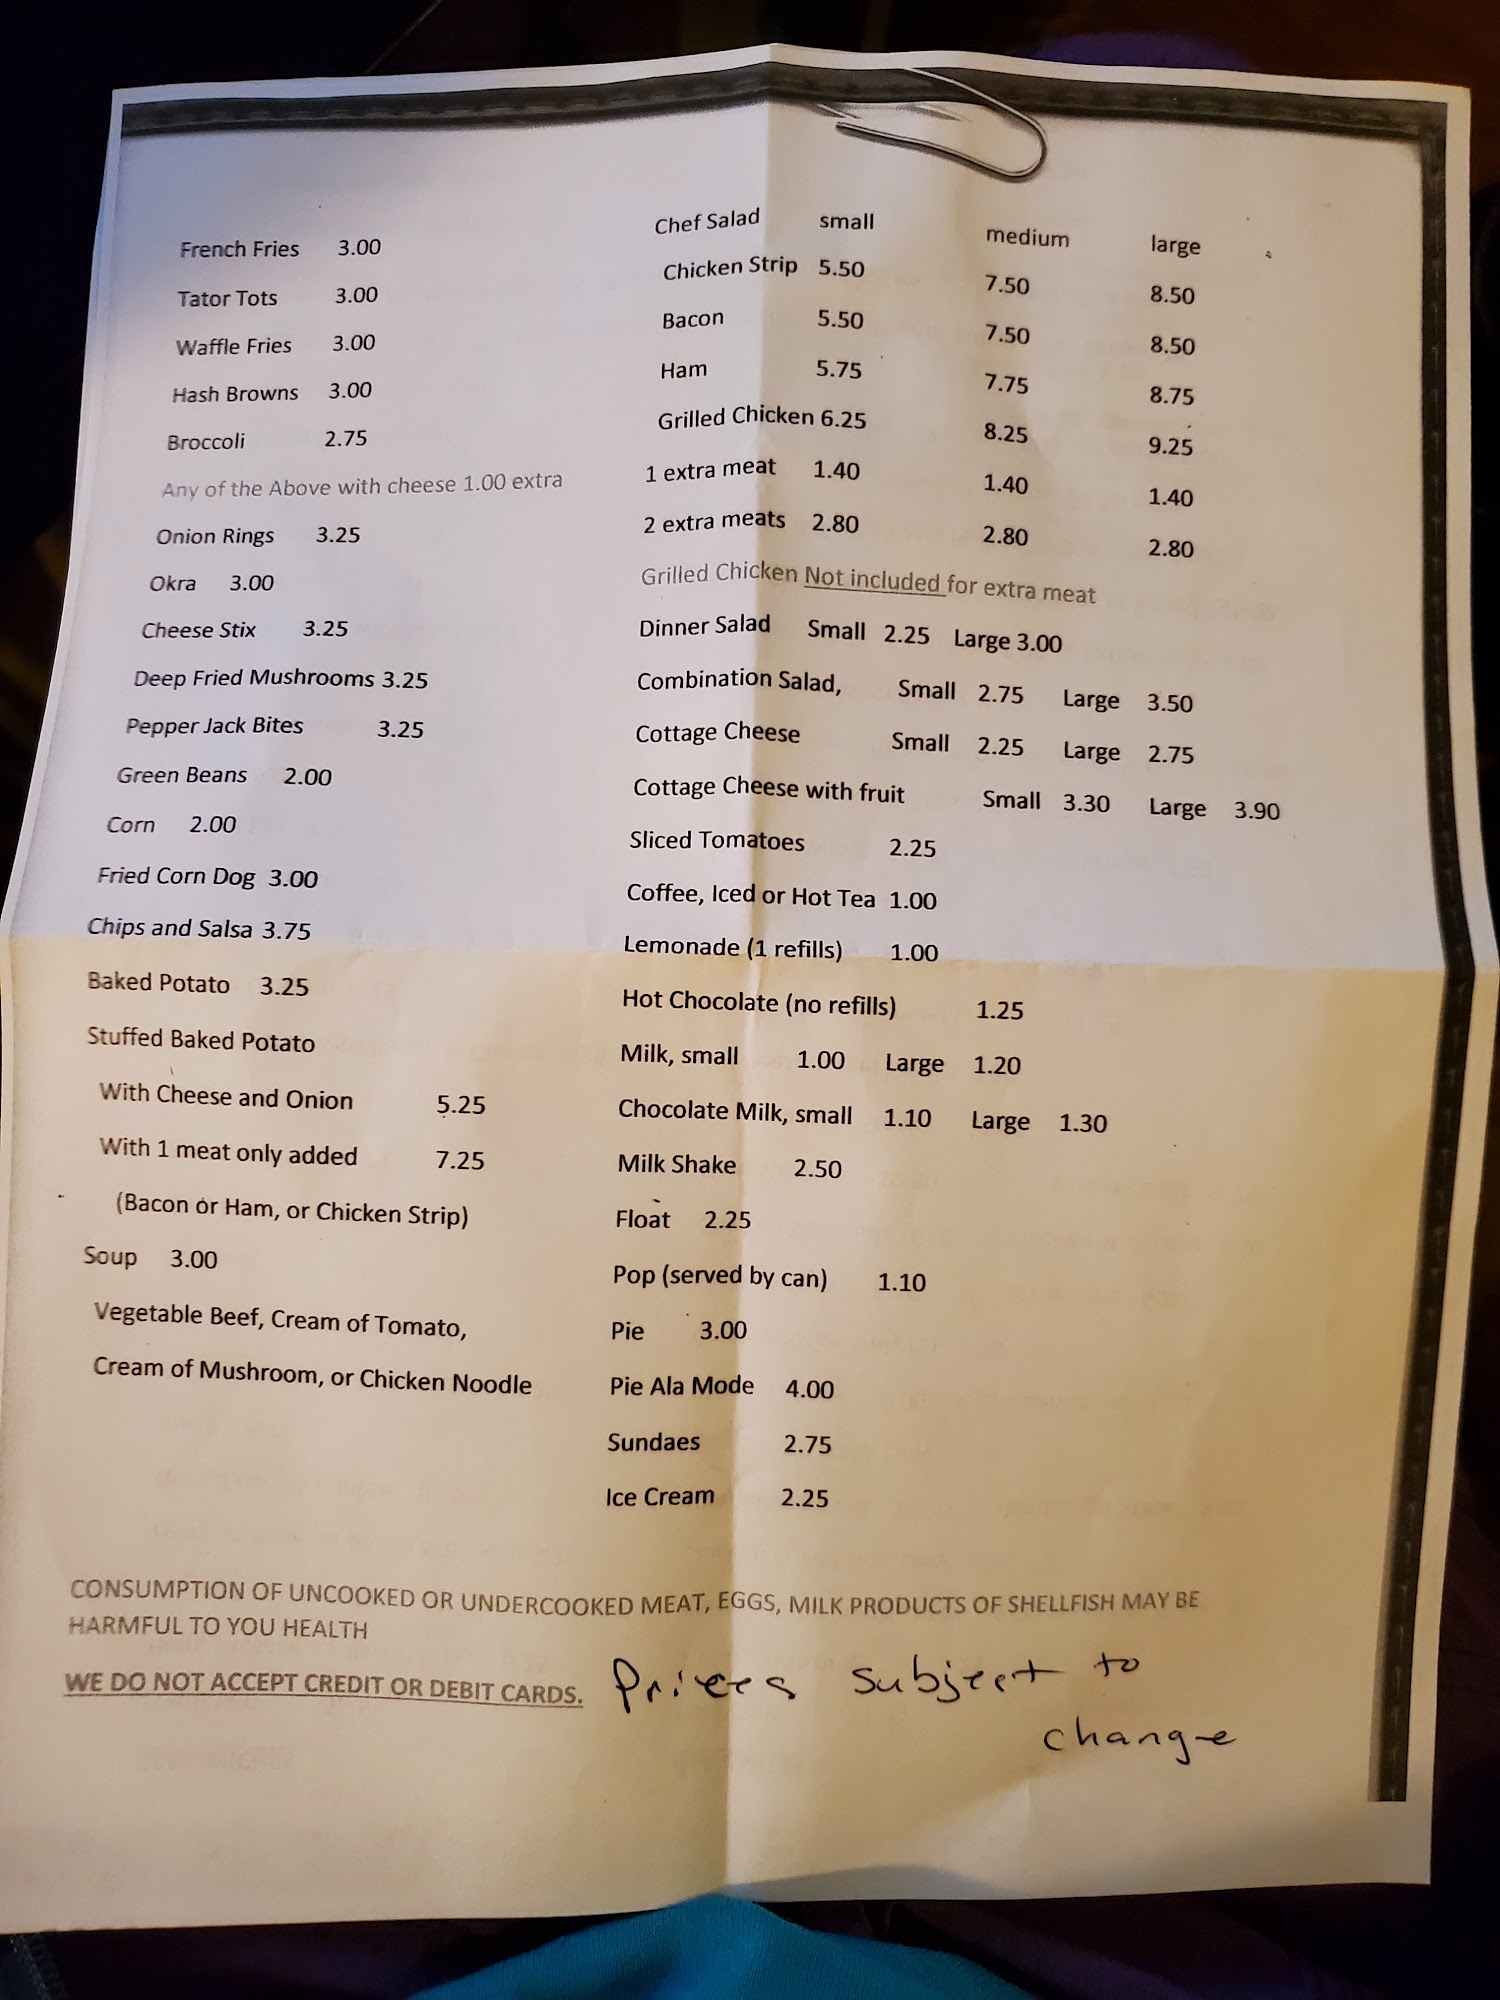 French Fries 3.00
Tator Tots 3.00
Waffle Fries 3.00
Hash Browns 3.00
Broccoli 2.75
Any of the Above with cheese 1.00 extra
Onion Rings 3.25
Okra 3.00
Cheese Stix 3.25
Deep Fried Mushrooms 3.25
Pepper Jack Bites 3.25
Green Beans 2.00
Corn 2.00
Fried Corn Dog 3.00
Chips and Salsa 3.75
Baked Potato 3.25
Stuffed Baked Potato
With Cheese and Onion 5.25
With 1 meat only added 7.25
(Bacon or Ham, or Chicken Strip)
Soup 3.00
Vegetable Beef, Cream of Tomato,
Cream of Mushroom, or Chicken Noodle
Chef Salad small medium large
Chicken Strip 5.50 7.50 8.50
Bacon 5.50 7.50 8.50
Ham 5.75 7.75 8.75
Grilled Chicken 6.25 8.25 9.25
1 extra meat 1.40 1.40 1.40
2 extra meats 2.80 2.80 2.80
Grilled Chicken Not included for extra meat
Dinner Salad Small 2.25 Large 3.00
Combination Salad, Small 2.75 Large 3.50
Cottage Cheese Small 2.25 Large 2.75
Cottage Cheese with fruit Small 3.30 Large 3.90
Sliced Tomatoes 2.25
Coffee, Iced or Hot Tea 1.00
Lemonade (1 refills) 1.00
Hot Chocolate (no refills) 1.25
Milk, small 1.00 Large 1.20
Chocolate Milk, small 1.10 Large 1.30
Milk Shake 2.50
Float 2.25
Pop (served by can) 1.10
Pie 3.00
Pie Ala Mode 4.00
Sundaes 2.75
Ice Cream 2.25
CONSUMPTION OF UNCOOKED OR UNDERCOOKED MEAT, EGGS, MILK PRODUCTS OF SHELLFISH MAY BE
HARMFUL TO YOU HEALTH
WE DO NOT ACCEPT CREDIT OR DEBIT CARDS. Prices subject to
change